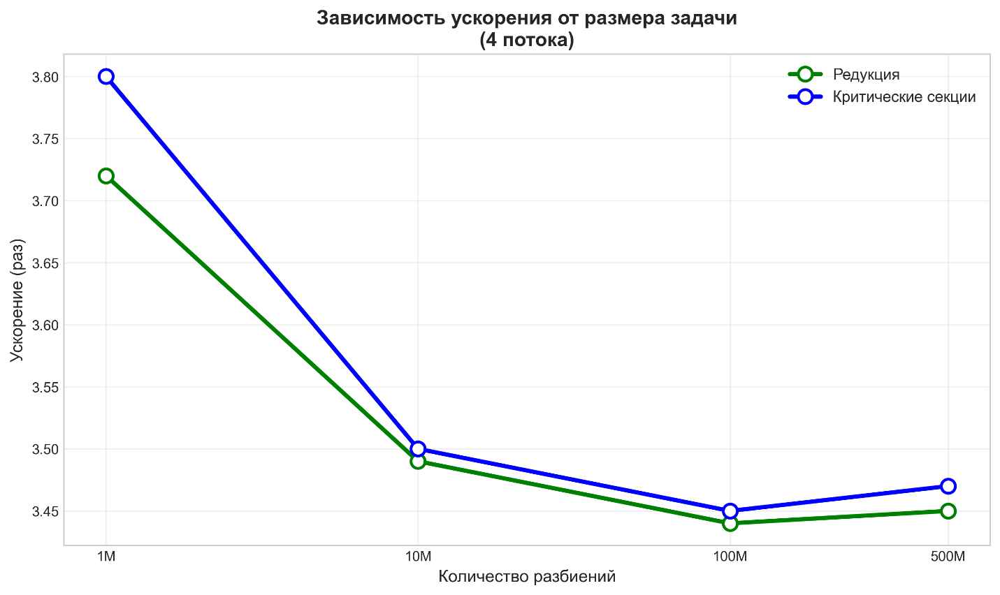 Зависимость ускорения от размера задачи
(4 потока)
Редукция
Критические секции
Ускорение (раз)
3.80
3.75
3.70
3.65
3.60
3.55
3.50
3.45
1M
10M
100M
500M
Количество разбиений